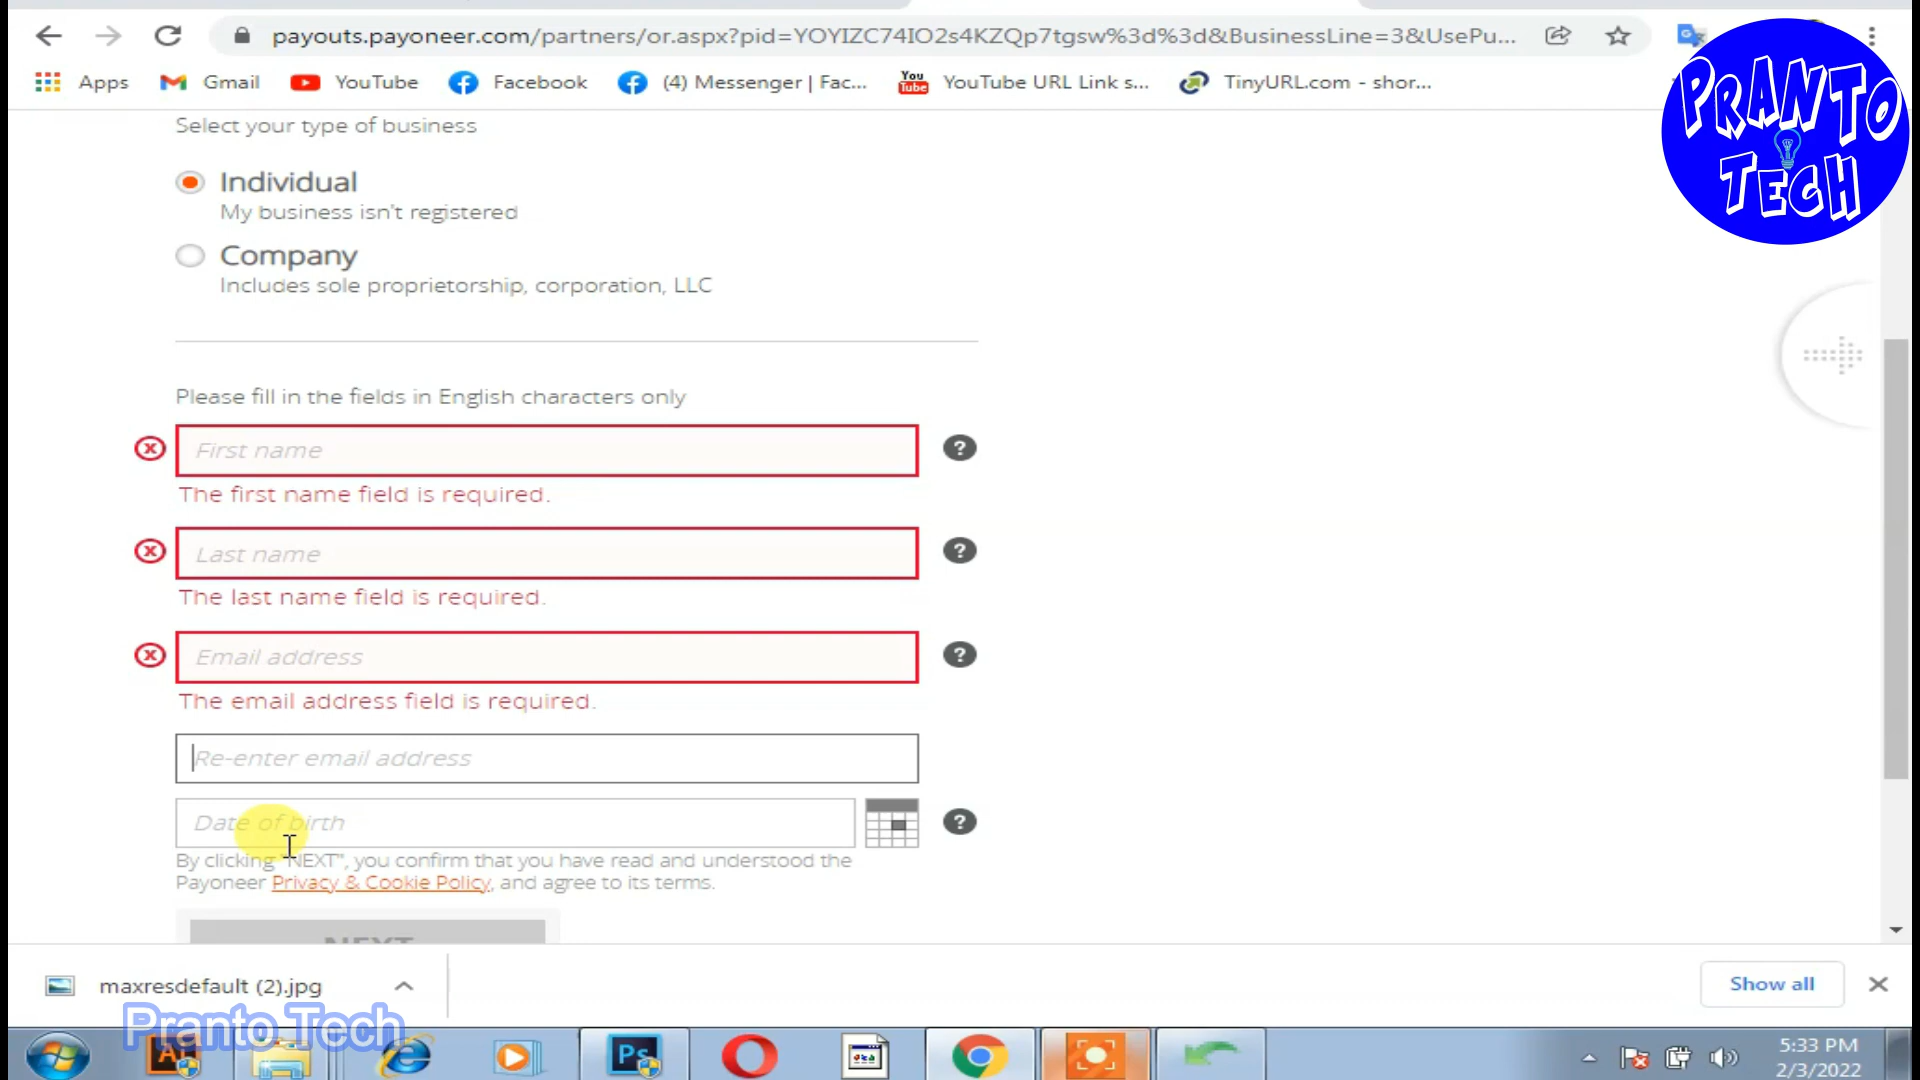 payouts.payoneer.com/partners/or.aspx?pid=YOYIZC74IO2s4KZQp7tgsw%3d%3d&BusinessLine=3&UsePu...
Apps Gmail YouTube Facebook (4) Messenger | Fac... You Tube YouTube URL Link s... TinyURL.com - shor...
PRANTO
TECH
Select your type of business
Individual
My business isn't registered
Company
Includes sole proprietorship, corporation, LLC
Please fill in the fields in English characters only
First name
The first name field is required.
Last name
The last name field is required.
Email address
The email address field is required.
Re-enter email address
Date of birth
By clicking "NEXT", you confirm that you have read and understood the
Payoneer Privacy & Cookie Policy, and agree to its terms.
NEXT
maxresdefault (2).jpg
Show all
Pranto Tech
Ai
Ps
5:33 PM
2/3/2022